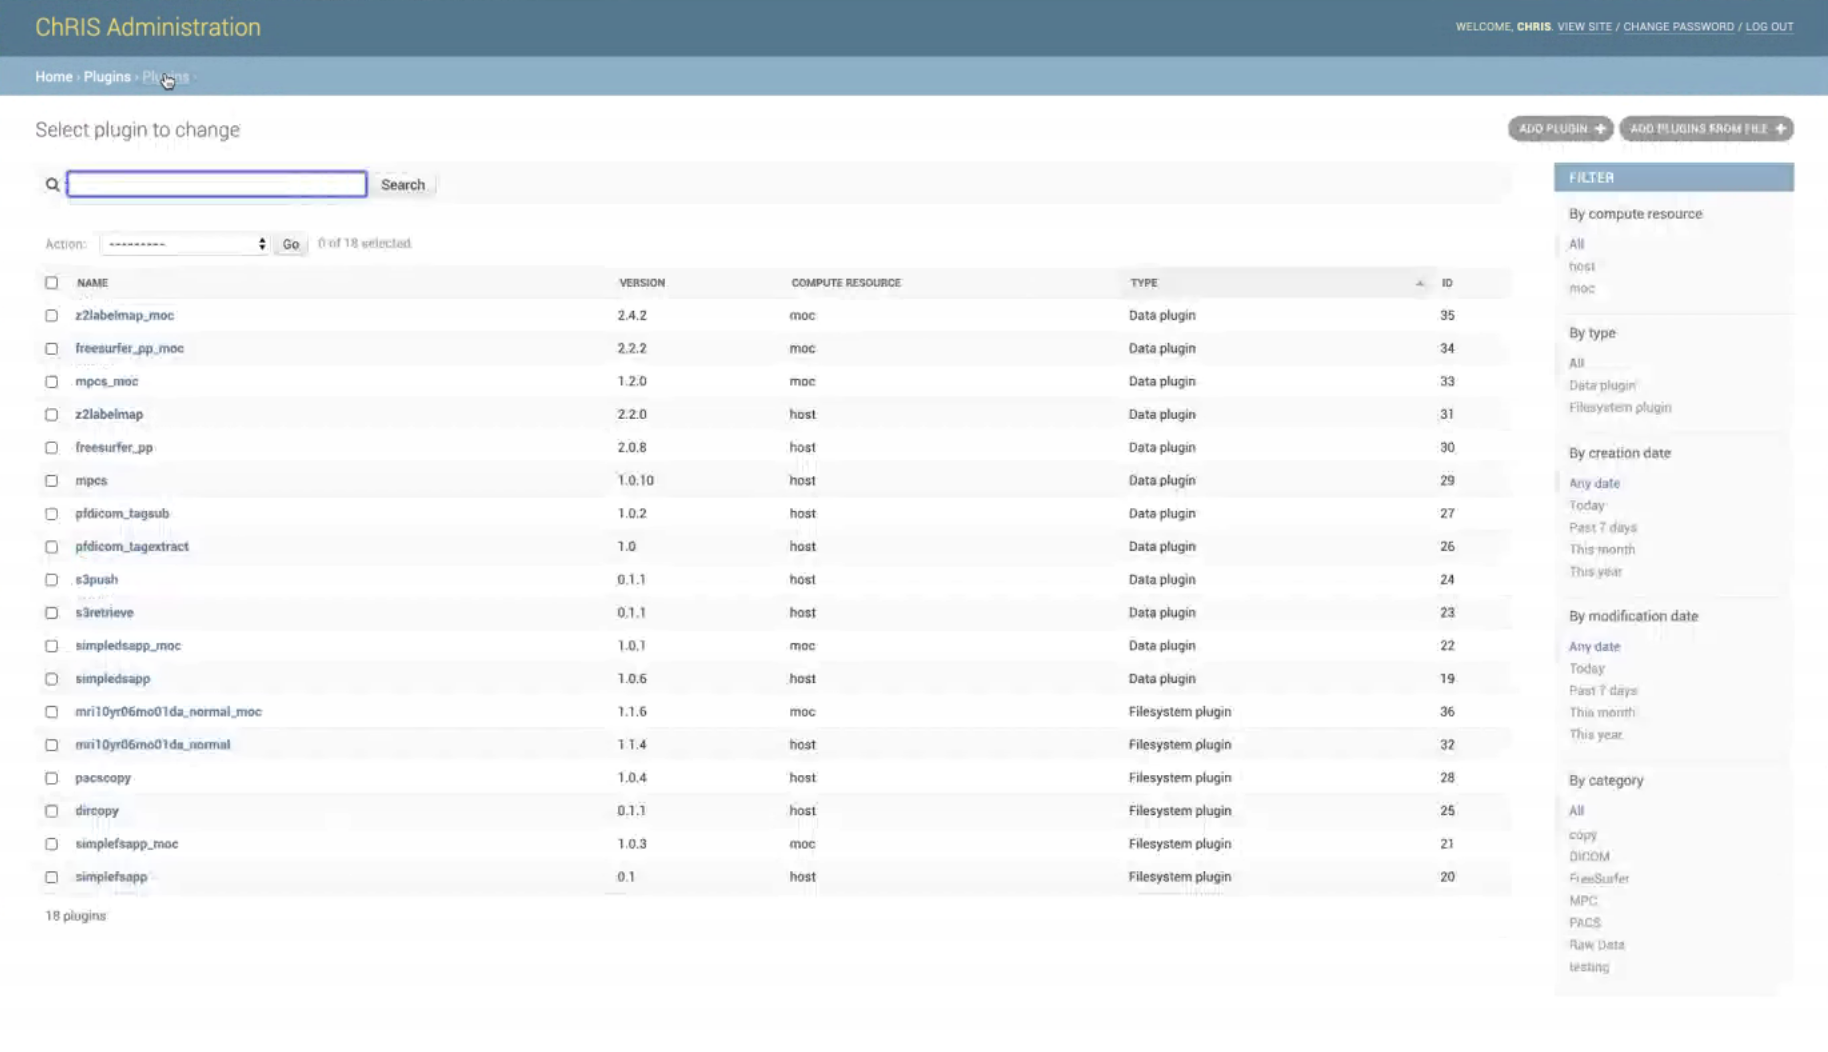 ChRIS Administration
WELCOME, CHRIS. VIEW SITE / CHANGE PASSWORD / LOG OUT
Home › Plugins › Plugins ›
Select plugin to change
ADD PLUGIN +
ADD PLUGINS FROM FILE +
Search
Action: --------- Go 0 of 18 selected
NAME VERSION COMPUTE RESOURCE TYPE ID
z2labelmap_moc 2.4.2 moc Data plugin 35
freesurfer_pp_moc 2.2.2 moc Data plugin 34
mpcs_moc 1.2.0 moc Data plugin 33
z2labelmap 2.2.0 host Data plugin 31
freesurfer_pp 2.0.8 host Data plugin 30
mpcs 1.0.10 host Data plugin 29
pfdicom_tagsub 1.0.2 host Data plugin 27
pfdicom_tagextract 1.0 host Data plugin 26
s3push 0.1.1 host Data plugin 24
s3retrieve 0.1.1 host Data plugin 23
simpledsapp_moc 1.0.1 moc Data plugin 22
simpledsapp 1.0.6 host Data plugin 19
mri10yr06mo01da_normal_moc 1.1.6 moc Filesystem plugin 36
mri10yr06mo01da_normal 1.1.4 host Filesystem plugin 32
pacscopy 1.0.4 host Filesystem plugin 28
dircopy 0.1.1 host Filesystem plugin 25
simplefsapp_moc 1.0.3 moc Filesystem plugin 21
simplefsapp 0.1 host Filesystem plugin 20
18 plugins
FILTER
By compute resource
All
host
moc
By type
All
Data plugin
Filesystem plugin
By creation date
Any date
Today
Past 7 days
This month
This year
By modification date
Any date
Today
Past 7 days
This month
This year
By category
All
copy
DICOM
FreeSurfer
MPC
PACS
Raw Data
testing